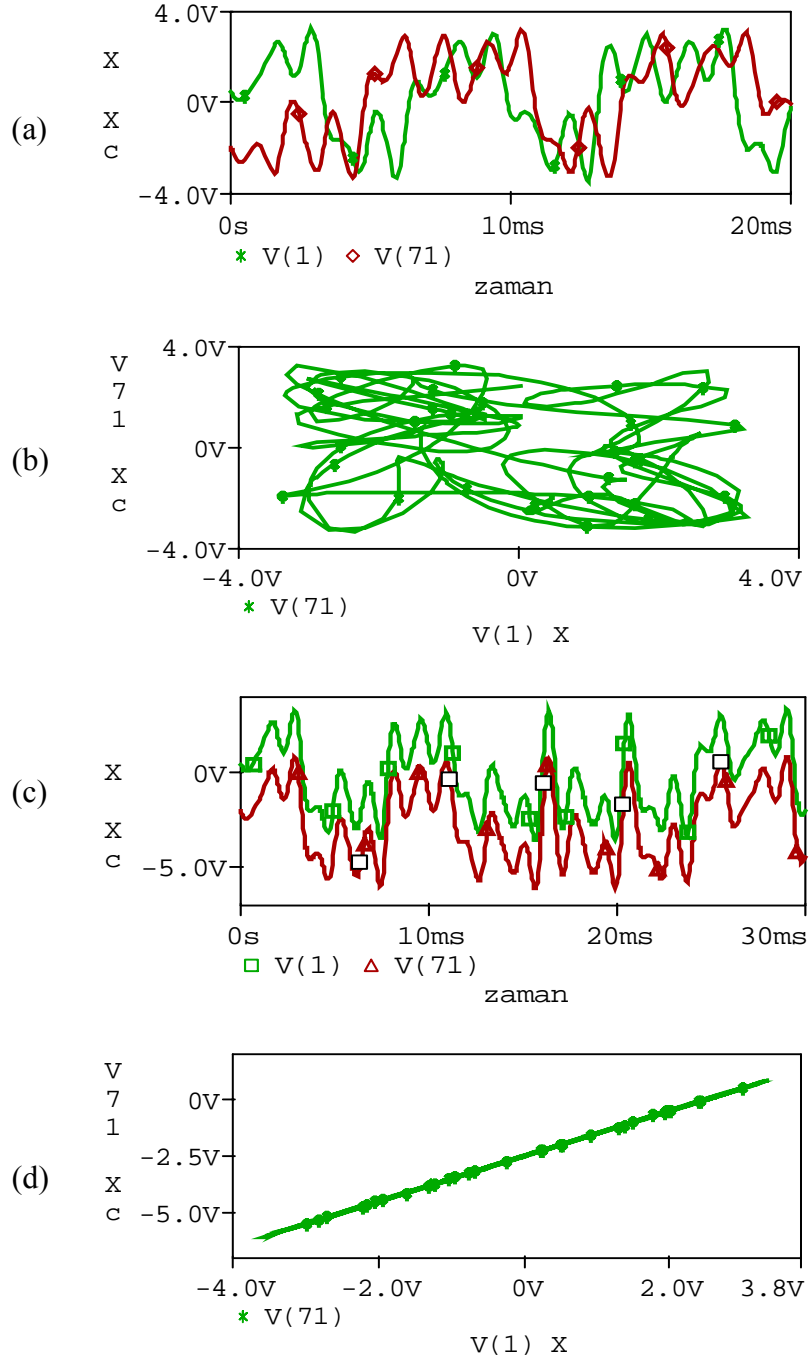 (a)
X
X
C
4.0V
0V
-4.0V
0s 10ms 20ms
V(1) V(71)
zaman
(b)
V
7
1
X
C
4.0V
0V
-4.0V
-4.0V 0V 4.0V
V(71)
V(1) X
(c)
X
X
C
0V
-5.0V
0s 10ms 20ms 30ms
V(1) V(71)
zaman
(d)
V
7
1
X
C
0V
-2.5V
-5.0V
-4.0V -2.0V 0V 2.0V 3.8V
V(71)
V(1) X